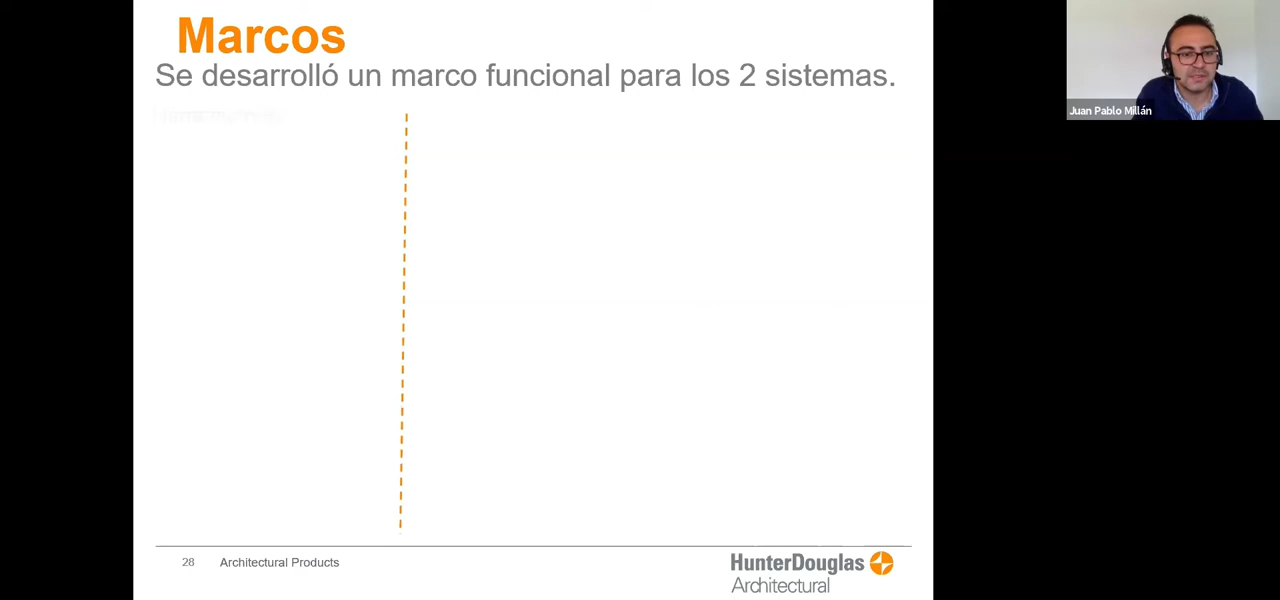 Marcos
Se desarrolló un marco funcional para los 2 sistemas.
Juan Pablo Millán
28 Architectural Products
HunterDouglas
Architectural